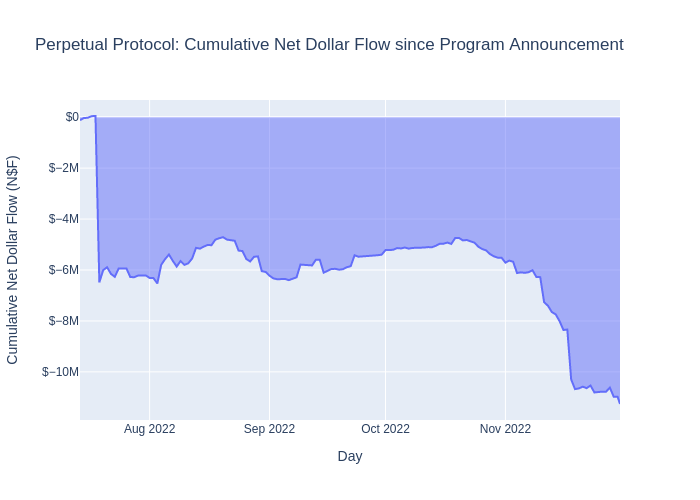 Perpetual Protocol: Cumulative Net Dollar Flow since Program Announcement
Cumulative Net Dollar Flow (N$F)
$0
$−2M
$−4M
$−6M
$−8M
$−10M
Aug 2022
Sep 2022
Oct 2022
Nov 2022
Day